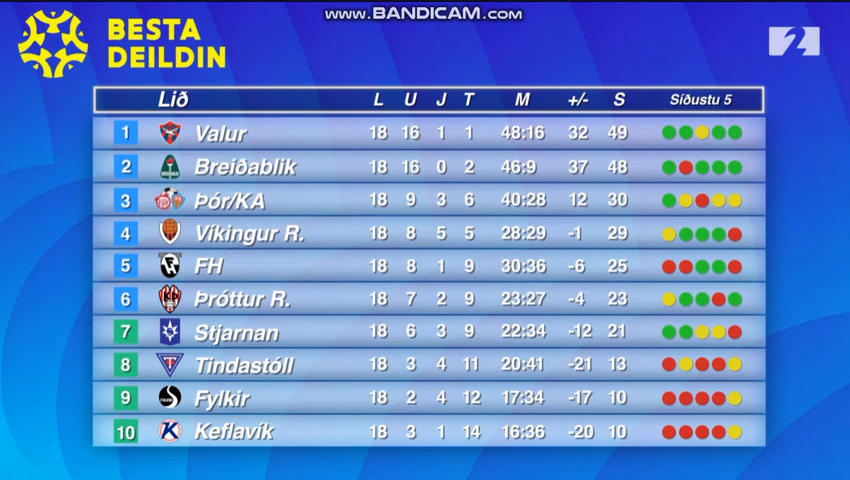 www.BANDICAM.com
BESTA
DEILDIN
2
Lið L U J T M +/- S Síðustu 5
1 Valur 18 16 1 1 48:16 32 49
2 Breiðablik 18 16 0 2 46:9 37 48
3 Þór/KA 18 9 3 6 40:28 12 30
4 Víkingur R. 18 8 5 5 28:29 -1 29
5 FH 18 8 1 9 30:36 -6 25
6 Þróttur R. 18 7 2 9 23:27 -4 23
7 Stjarnan 18 6 3 9 22:34 -12 21
8 Tindastóll 18 3 4 11 20:41 -21 13
9 Fylkir 18 2 4 12 17:34 -17 10
10 Keflavík 18 3 1 14 16:36 -20 10